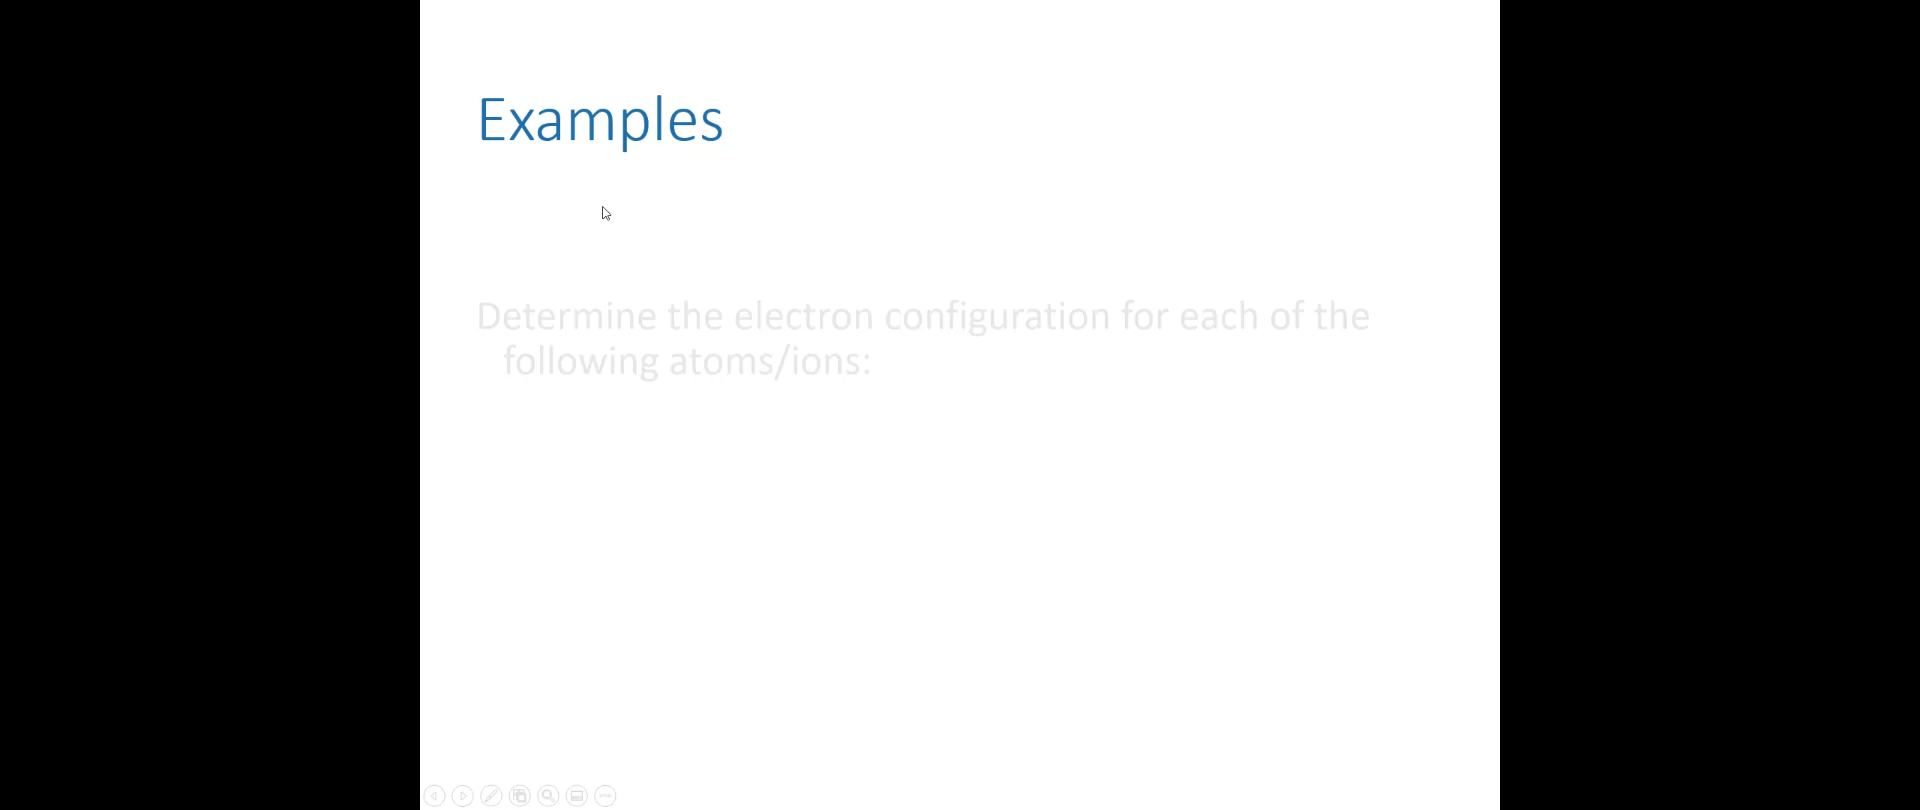 Examples
Determine the electron configuration for each of the
following atoms/ions: